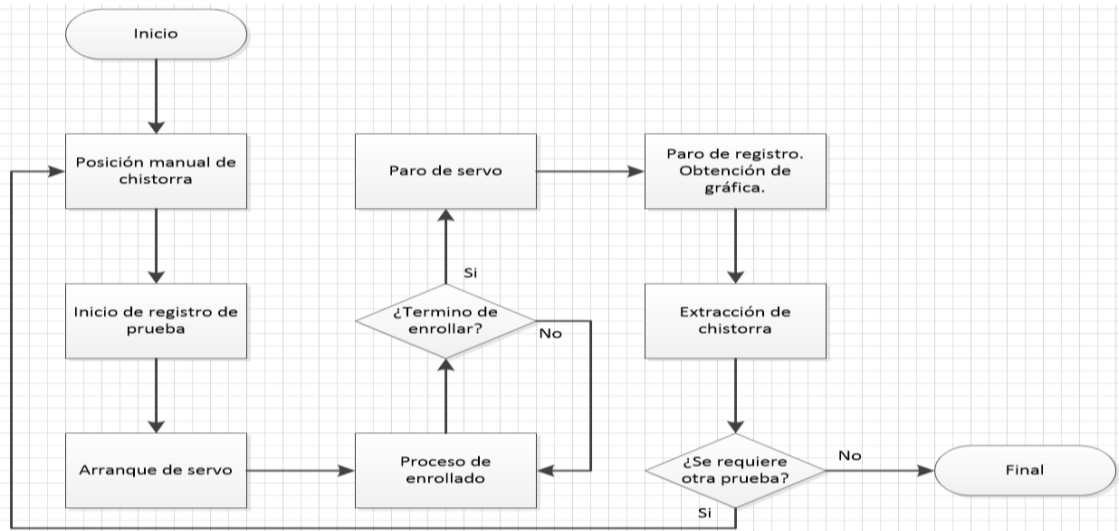 Inicio
Posición manual de
chistorra
Inicio de registro de
prueba
Arranque de servo
Proceso de
enrollado
¿Termino de
enrollar?
No
Si
Paro de servo
Paro de registro.
Obtención de
gráfica.
Extracción de
chistorra
¿Se requiere
otra prueba?
Si
No
Final